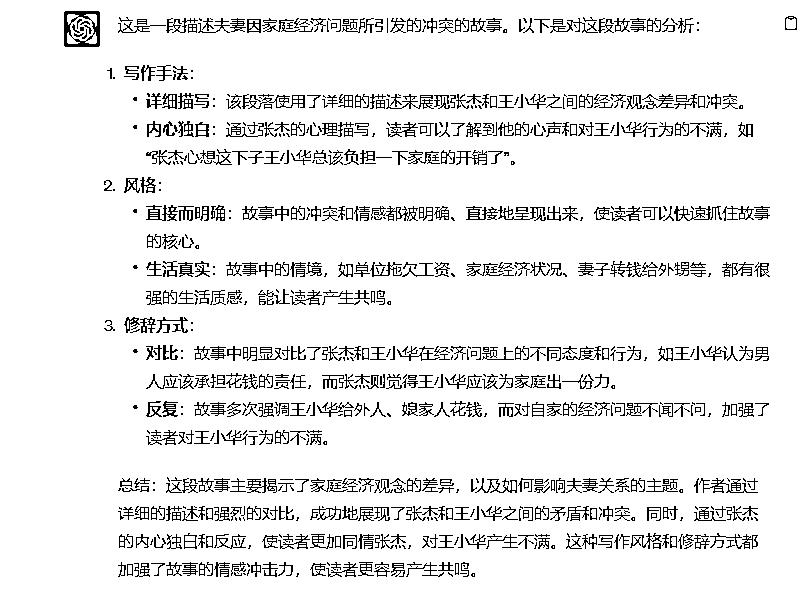 这是一段描述夫妻因家庭经济问题所引发的冲突的故事。以下是对这段故事的分析：
1. 写作手法：
• 详细描写：该段落使用了详细的描述来展现张杰和王小华之间的经济观念差异和冲突。
• 内心独白：通过张杰的心理描写，读者可以了解到他的心声和对王小华行为的不满，如
“张杰心想这下子王小华总该负担一下家庭的开销了”。
2. 风格：
• 直接而明确：故事中的冲突和情感都被明确、直接地呈现出来，使读者可以快速抓住故事
的核心。
• 生活真实：故事中的情境，如单位拖欠工资、家庭经济状况、妻子转钱给外甥等，都有很
强的生活质感，能让读者产生共鸣。
3. 修辞方式：
• 对比：故事中明显对比了张杰和王小华在经济问题上的不同态度和行为，如王小华认为男
人应该承担花钱的责任，而张杰则觉得王小华应该为家庭出一份力。
• 反复：故事多次强调王小华给外人、娘家人花钱，而对自家的经济问题不闻不问，加强了
读者对王小华行为的不满。
总结：这段故事主要揭示了家庭经济观念的差异，以及如何影响夫妻关系的主题。作者通过
详细的描述和强烈的对比，成功地展现了张杰和王小华之间的矛盾和冲突。同时，通过张杰
的内心独白和反应，使读者更加同情张杰，对王小华产生不满。这种写作风格和修辞方式都
加强了故事的情感冲击力，使读者更容易产生共鸣。